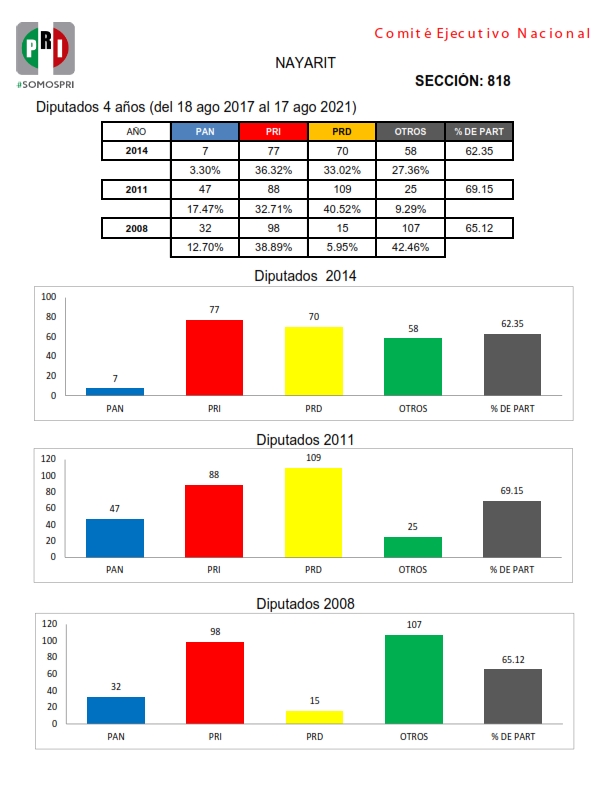 Comité Ejecutivo Nacional
PRI
#SOMOSPRI
NAYARIT
SECCIÓN: 818
Diputados 4 años (del 18 ago 2017 al 17 ago 2021)
AÑO PAN PRI PRD OTROS % DE PART
2014 7 77 70 58 62.35
3.30% 36.32% 33.02% 27.36%
2011 47 88 109 25 69.15
17.47% 32.71% 40.52% 9.29%
2008 32 98 15 107 65.12
12.70% 38.89% 5.95% 42.46%
Diputados 2014
100
80
60
40
20
0
7 77 70 58 62.35
PAN PRI PRD OTROS % DE PART
Diputados 2011
120
100
80
60
40
20
0
47 88 109 25 69.15
PAN PRI PRD OTROS % DE PART
Diputados 2008
120
100
80
60
40
20
0
32 98 15 107 65.12
PAN PRI PRD OTROS % DE PART